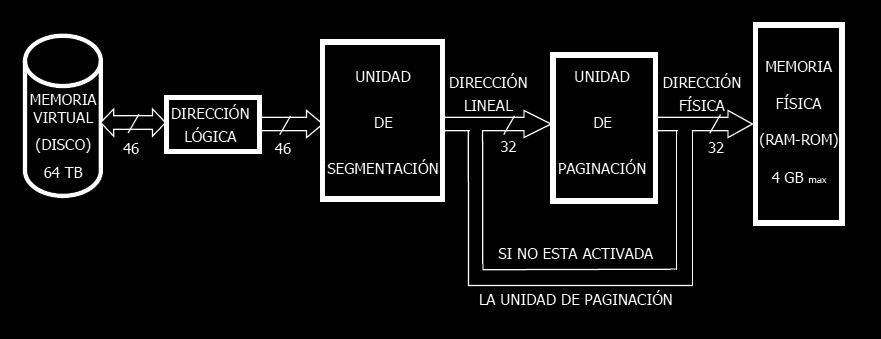 MEMORIA
VIRTUAL
(DISCO)
64 TB
46
DIRECCIÓN
LÓGICA
46
UNIDAD
DE
SEGMENTACIÓN
DIRECCIÓN
LINEAL
32
UNIDAD
DE
PAGINACIÓN
DIRECCIÓN
FÍSICA
32
MEMORIA
FÍSICA
(RAM-ROM)
4 GB max
SI NO ESTA ACTIVADA
LA UNIDAD DE PAGINACIÓN